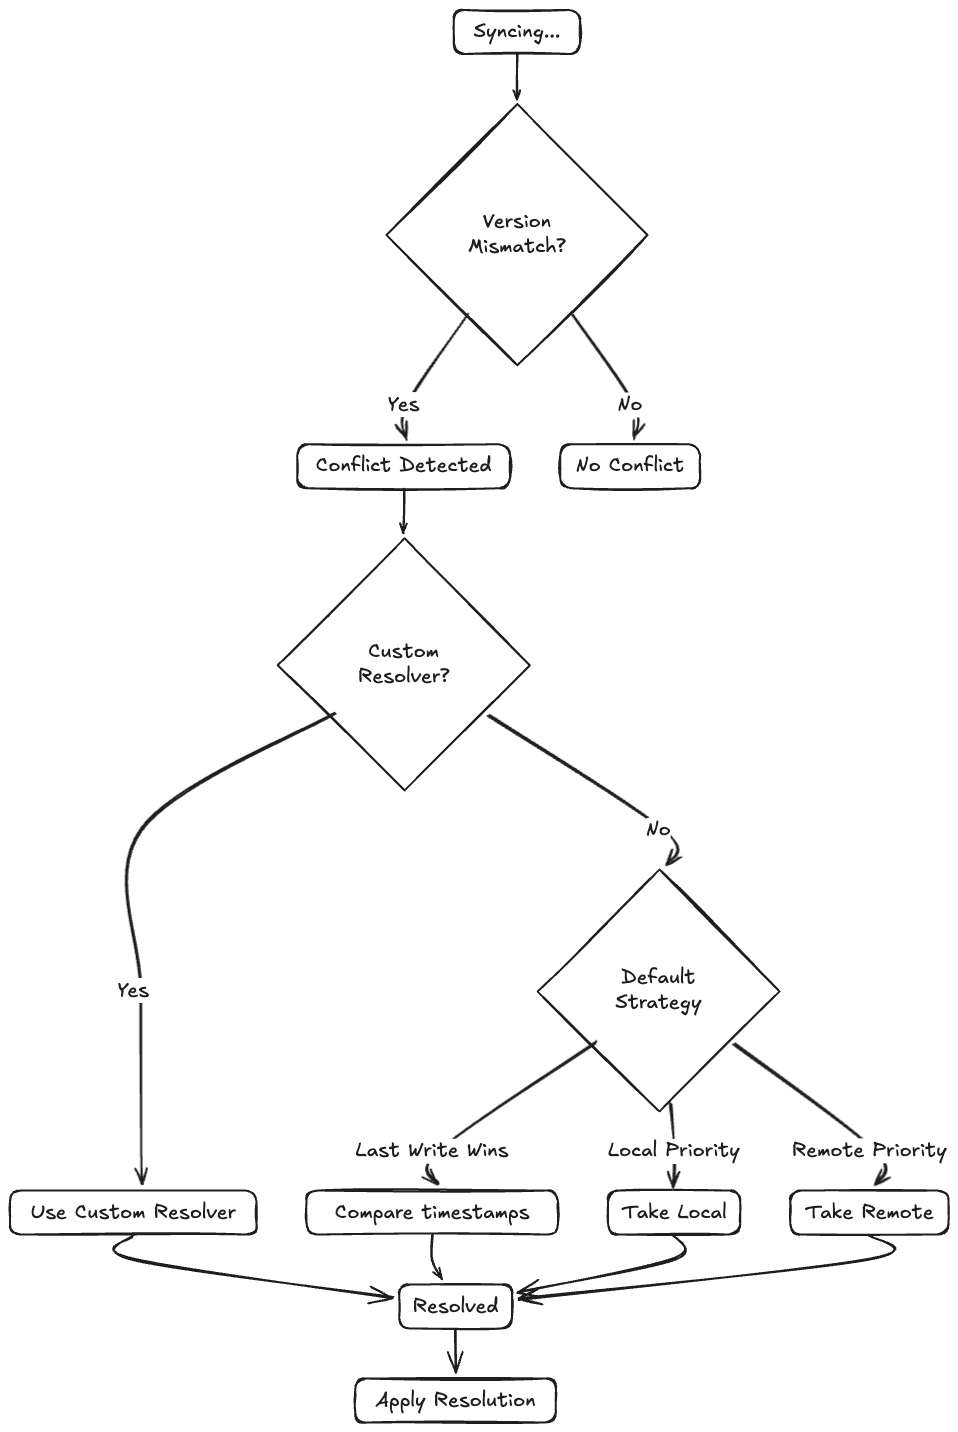 Syncing...
Version
Mismatch?
Yes
No
Conflict Detected
No Conflict
Custom
Resolver?
No
Default
Strategy
Yes
Last Write Wins
Local Priority
Remote Priority
Use Custom Resolver
Compare timestamps
Take Local
Take Remote
Resolved
Apply Resolution